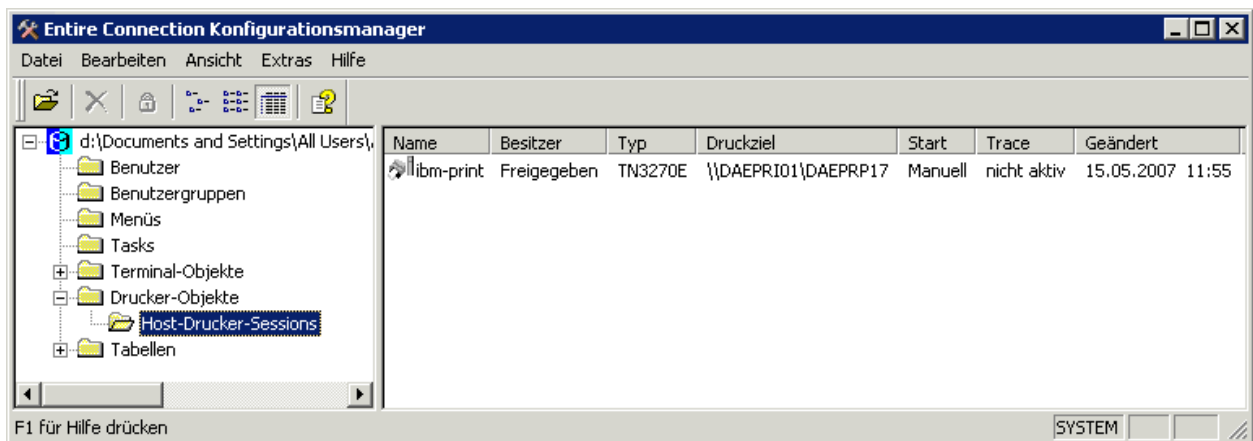 Entire Connection Konfigurationsmanager
Datei Bearbeiten Ansicht Extras Hilfe
d:\Documents and Settings\All Users\
Benutzer
Benutzergruppen
Menüs
Tasks
Terminal-Objekte
Drucker-Objekte
Host-Drucker-Sessions
Tabellen
Name Besitzer Typ Druckziel Start Trace Geändert
ibm-print Freigegeben TN3270E \\DAEPRI01\DAEPRP17 Manuell nicht aktiv 15.05.2007 11:55
F1 für Hilfe drücken
SYSTEM